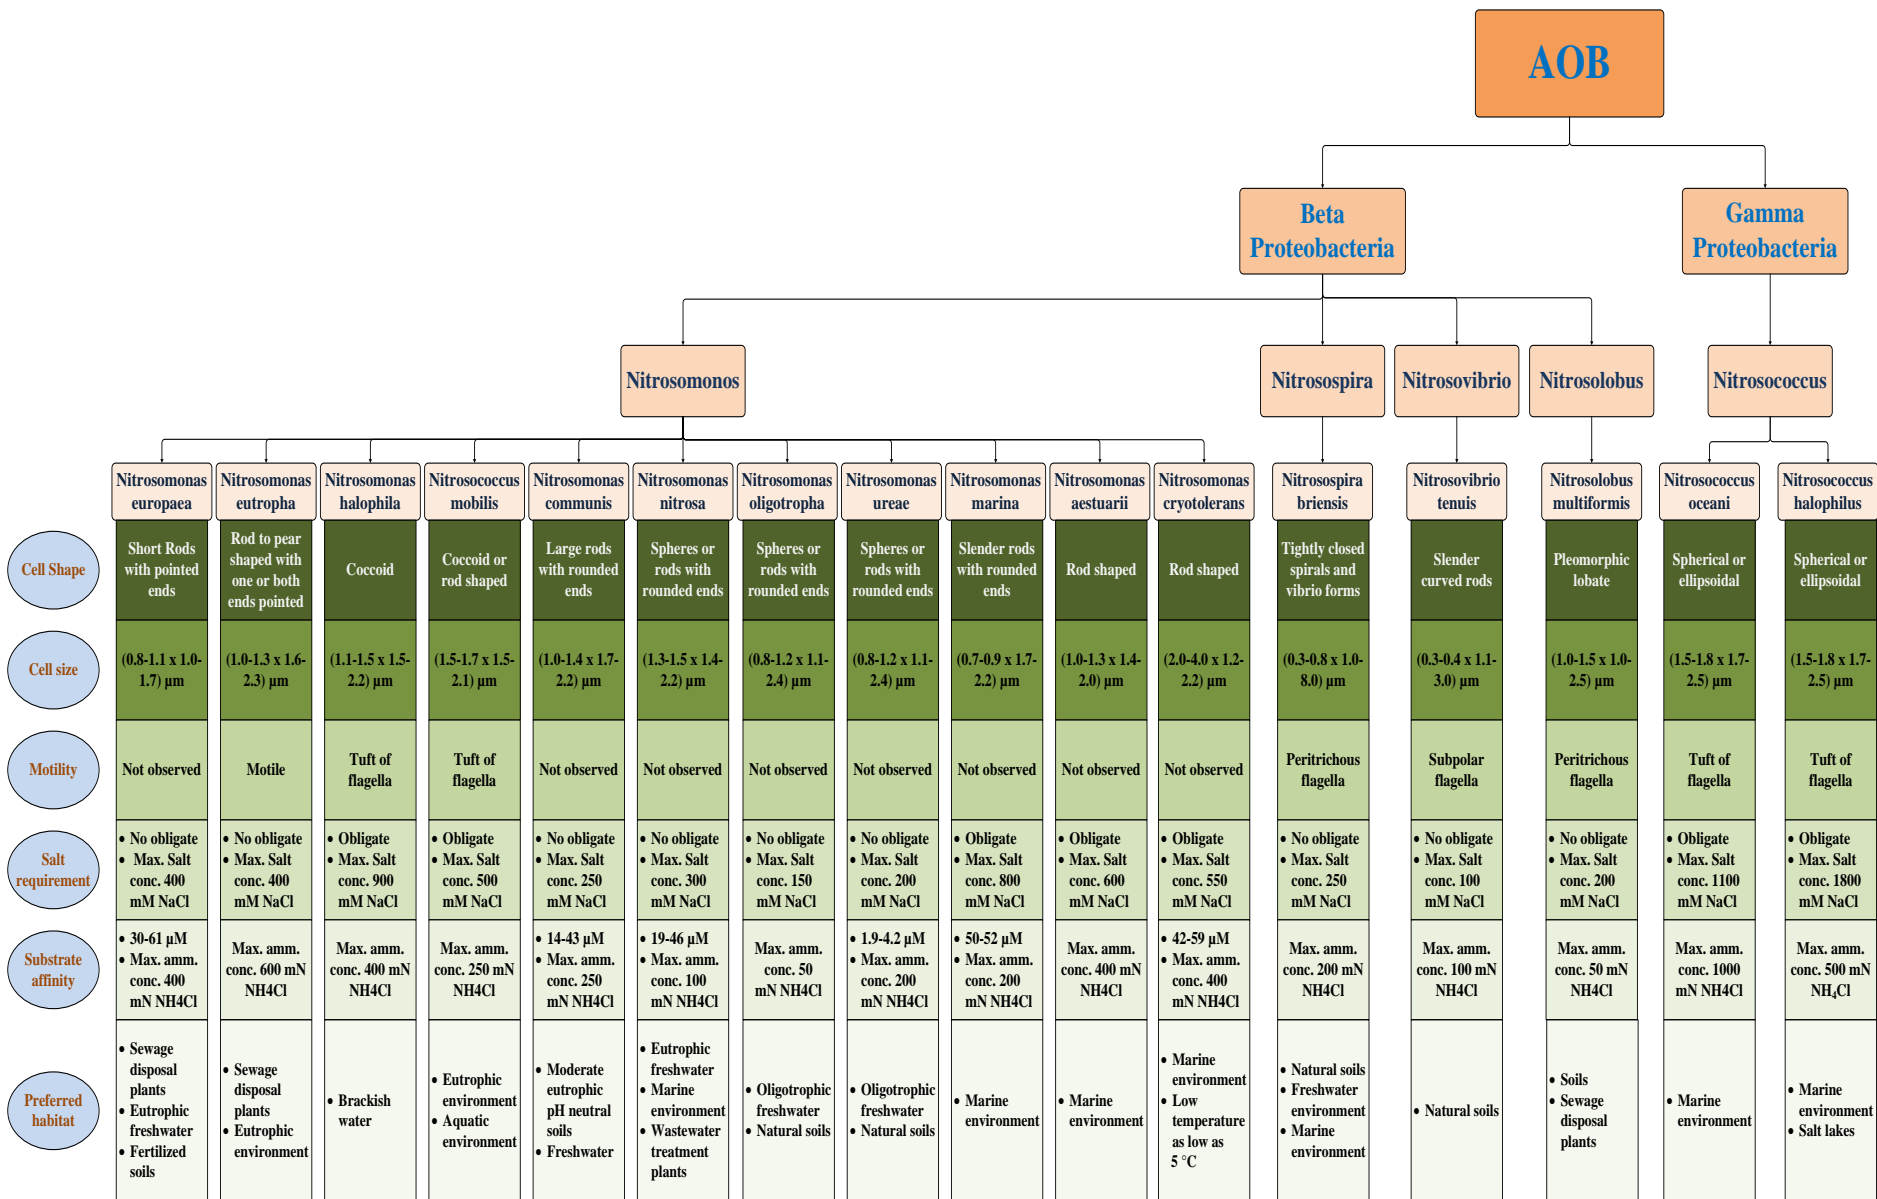 AOB
Beta
Proteobacteria
Gamma
Proteobacteria
Nitrosomonos
Nitrosospira
Nitrosovibrio
Nitrosolobus
Nitrosococcus
Nitrosomonas
europaea
Nitrosomonas
eutropha
Nitrosomonas
halophila
Nitrosococcus
mobilis
Nitrosomonas
communis
Nitrosomonas
nitrosa
Nitrosomonas
oligotropha
Nitrosomonas
ureae
Nitrosomonas
marina
Nitrosomonas
aestuarii
Nitrosomonas
cryotolerans
Nitrosospira
briensis
Nitrosovibrio
tenuis
Nitrosolobus
multiformis
Nitrosococcus
oceani
Nitrosococcus
halophilus
Cell Shape
Short Rods
with pointed
ends
Rod to pear
shaped with
one or both
ends pointed
Coccoid
Coccoid or
rod shaped
Large rods
with rounded
ends
Spheres or
rods with
rounded ends
Spheres or
rods with
rounded ends
Spheres or
rods with
rounded ends
Slender rods
with rounded
ends
Rod shaped
Rod shaped
Tightly closed
spirals and
vibrio forms
Slender
curved rods
Pleomorphic
lobate
Spherical or
ellipsoidal
Spherical or
ellipsoidal
Cell size
(0.8-1.1 x 1.0-
1.7) µm
(1.0-1.3 x 1.6-
2.3) µm
(1.1-1.5 x 1.5-
2.2) µm
(1.5-1.7 x 1.5-
2.1) µm
(1.0-1.4 x 1.7-
2.2) µm
(1.3-1.5 x 1.4-
2.2) µm
(0.8-1.2 x 1.1-
2.4) µm
(0.8-1.2 x 1.1-
2.4) µm
(0.7-0.9 x 1.7-
2.2) µm
(1.0-1.3 x 1.4-
2.0) µm
(2.0-4.0 x 1.2-
2.2) µm
(0.3-0.8 x 1.0-
8.0) µm
(0.3-0.4 x 1.1-
3.0) µm
(1.0-1.5 x 1.0-
2.5) µm
(1.5-1.8 x 1.7-
2.5) µm
(1.5-1.8 x 1.7-
2.5) µm
Motility
Not observed
Motile
Tuft of
flagella
Tuft of
flagella
Not observed
Not observed
Not observed
Not observed
Not observed
Not observed
Not observed
Peritrichous
flagella
Subpolar
flagella
Peritrichous
flagella
Tuft of
flagella
Tuft of
flagella
Salt
requirement
• No obligate
• Max. Salt
conc. 400
mM NaCl
• No obligate
• Max. Salt
conc. 400
mM NaCl
• Obligate
• Max. Salt
conc. 900
mM NaCl
• Obligate
• Max. Salt
conc. 500
mM NaCl
• No obligate
• Max. Salt
conc. 250
mM NaCl
• No obligate
• Max. Salt
conc. 300
mM NaCl
• No obligate
• Max. Salt
conc. 150
mM NaCl
• No obligate
• Max. Salt
conc. 200
mM NaCl
• Obligate
• Max. Salt
conc. 800
mM NaCl
• Obligate
• Max. Salt
conc. 600
mM NaCl
• Obligate
• Max. Salt
conc. 550
mM NaCl
• No obligate
• Max. Salt
conc. 250
mM NaCl
• No obligate
• Max. Salt
conc. 100
mM NaCl
• No obligate
• Max. Salt
conc. 200
mM NaCl
• Obligate
• Max. Salt
conc. 1100
mM NaCl
• Obligate
• Max. Salt
conc. 1800
mM NaCl
Substrate
affinity
• 30-61 µM
• Max. amm.
conc. 400
mN NH4Cl
Max. amm.
conc. 600 mN
NH4Cl
Max. amm.
conc. 400 mN
NH4Cl
Max. amm.
conc. 250 mN
NH4Cl
• 14-43 µM
• Max. amm.
conc. 250
mN NH4Cl
• 19-46 µM
• Max. amm.
conc. 100
mN NH4Cl
Max. amm.
conc. 50
mN NH4Cl
• 1.9-4.2 µM
• Max. amm.
conc. 200
mN NH4Cl
• 50-52 µM
• Max. amm.
conc. 200
mN NH4Cl
Max. amm.
conc. 400 mN
NH4Cl
• 42-59 µM
• Max. amm.
conc. 400
mN NH4Cl
Max. amm.
conc. 200 mN
NH4Cl
Max. amm.
conc. 100 mN
NH4Cl
Max. amm.
conc. 50 mN
NH4Cl
Max. amm.
conc. 1000
mN NH4Cl
Max. amm.
conc. 500 mN
NH₄Cl
Preferred
habitat
• Sewage
disposal
plants
• Eutrophic
freshwater
• Fertilized
soils
• Sewage
disposal
plants
• Eutrophic
environment
• Brackish
water
• Eutrophic
environment
• Aquatic
environment
• Moderate
eutrophic
pH neutral
soils
• Freshwater
• Eutrophic
freshwater
• Marine
environment
• Wastewater
treatment
plants
• Oligotrophic
freshwater
• Natural soils
• Oligotrophic
freshwater
• Natural soils
• Marine
environment
• Marine
environment
• Marine
environment
• Low
temperature
as low as
5 °C
• Natural soils
• Freshwater
environment
• Marine
environment
• Natural soils
• Soils
• Sewage
disposal
plants
• Marine
environment
• Marine
environment
• Salt lakes